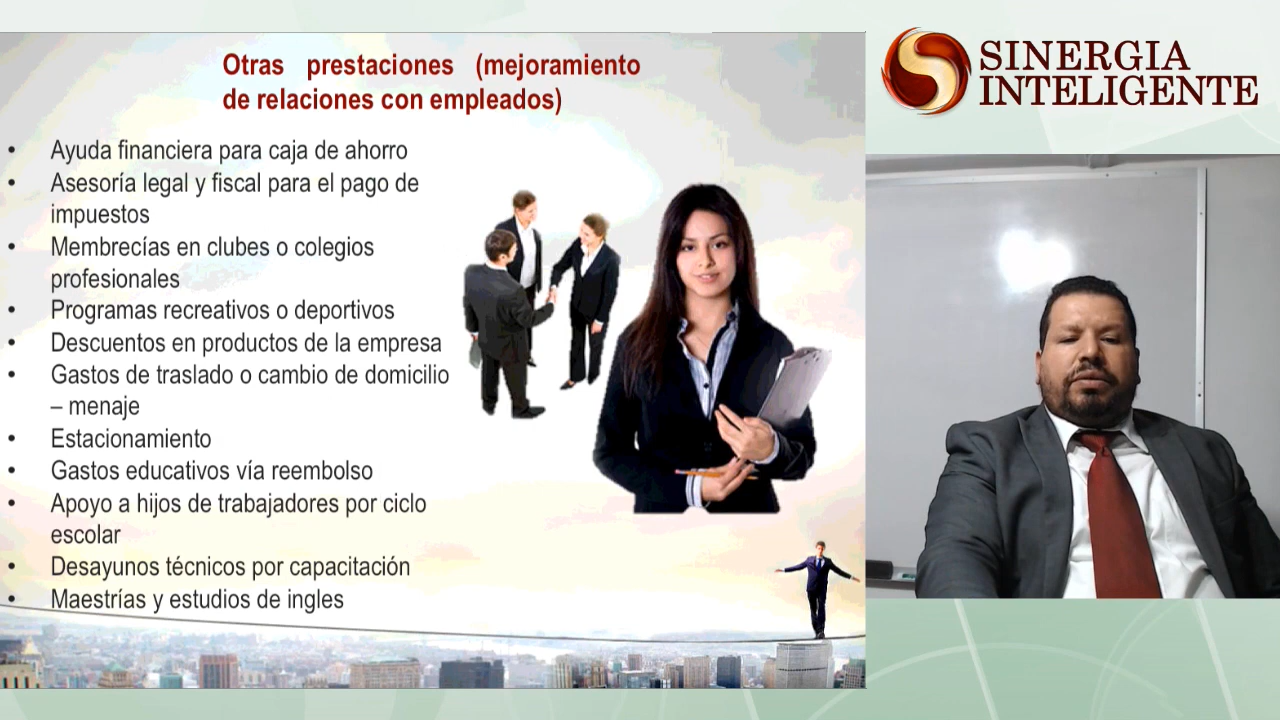 Otras prestaciones (mejoramiento
de relaciones con empleados)
• Ayuda financiera para caja de ahorro
• Asesoría legal y fiscal para el pago de
impuestos
• Membrecías en clubes o colegios
profesionales
• Programas recreativos o deportivos
• Descuentos en productos de la empresa
• Gastos de traslado o cambio de domicilio
– menaje
• Estacionamiento
• Gastos educativos vía reembolso
• Apoyo a hijos de trabajadores por ciclo
escolar
• Desayunos técnicos por capacitación
• Maestrías y estudios de ingles
SINERGIA
INTELIGENTE